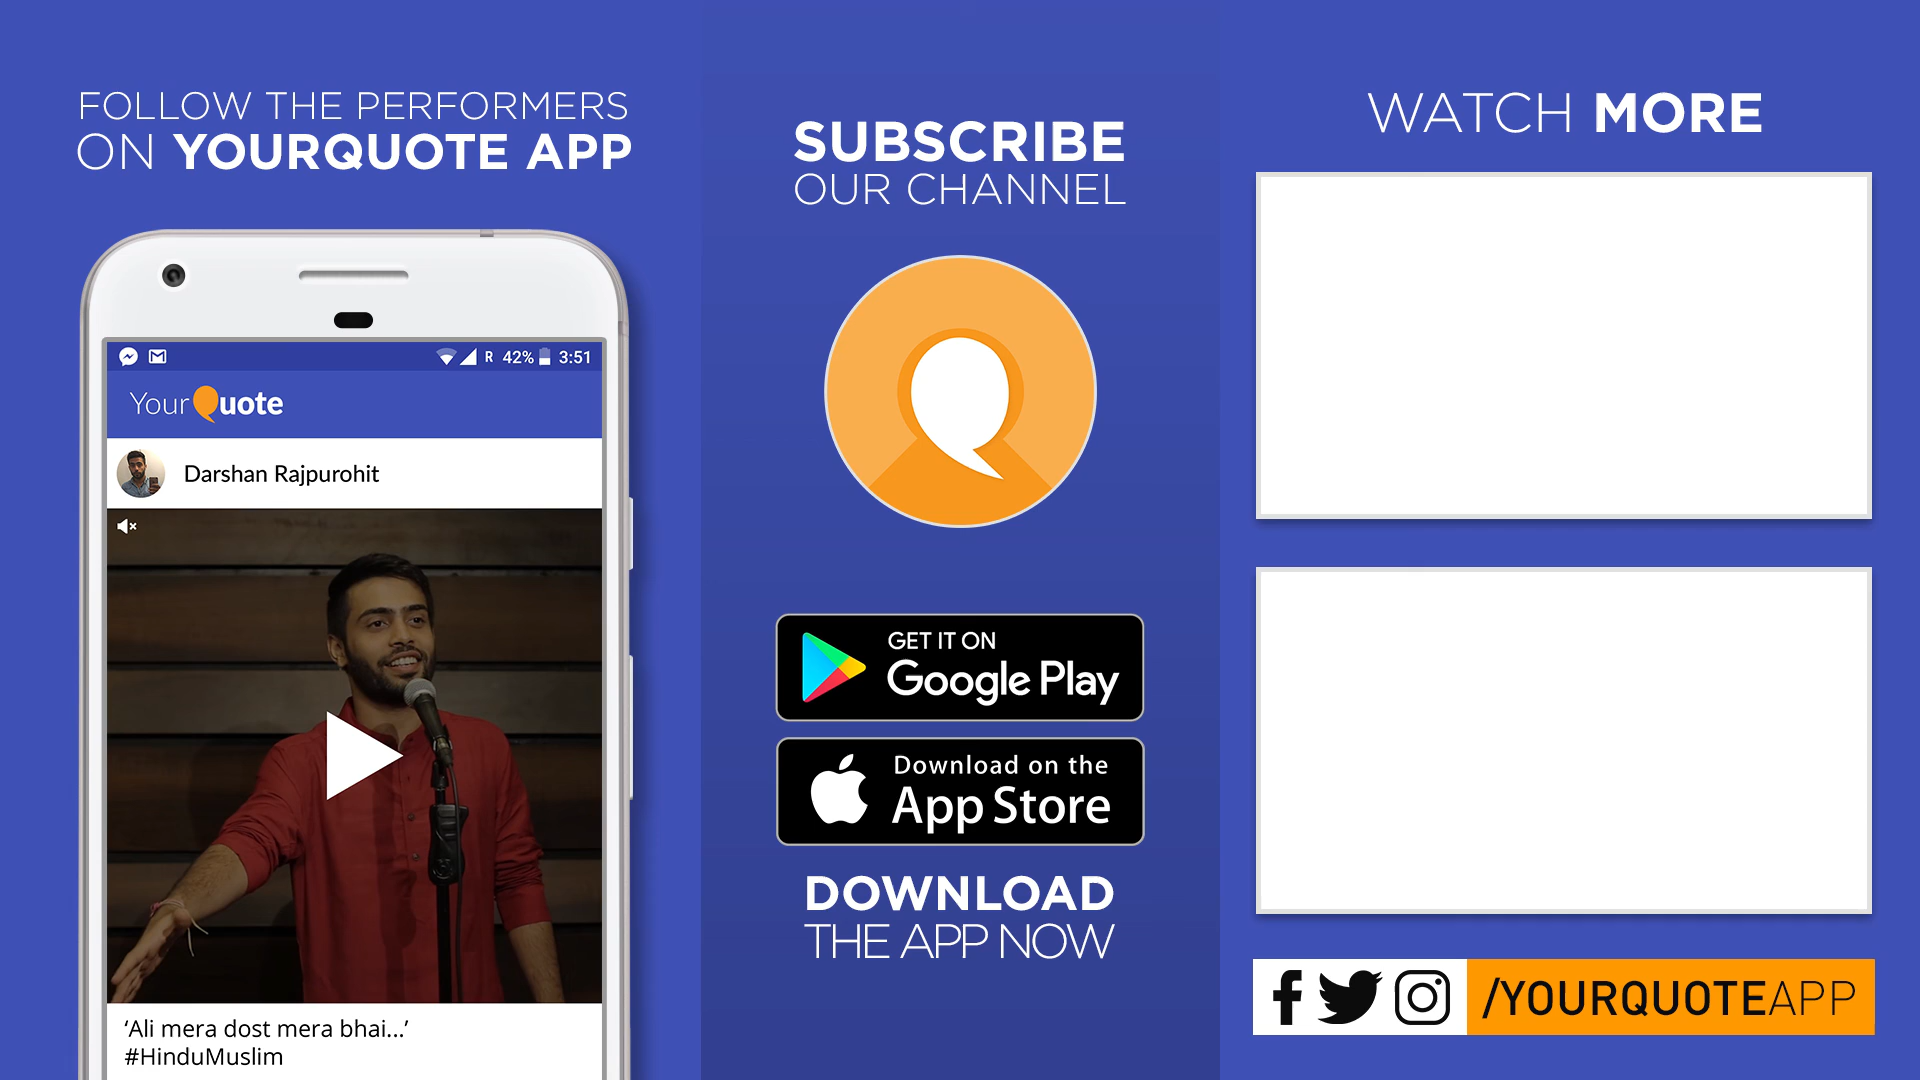 FOLLOW THE PERFORMERS
ON YOURQUOTE APP
R 42% 3:51
YourQuote
Darshan Rajpurohit
‘Ali mera dost mera bhai...’
#HinduMuslim
SUBSCRIBE
OUR CHANNEL
GET IT ON
Google Play
Download on the
App Store
DOWNLOAD
THE APP NOW
WATCH MORE
/YOURQUOTEAPP